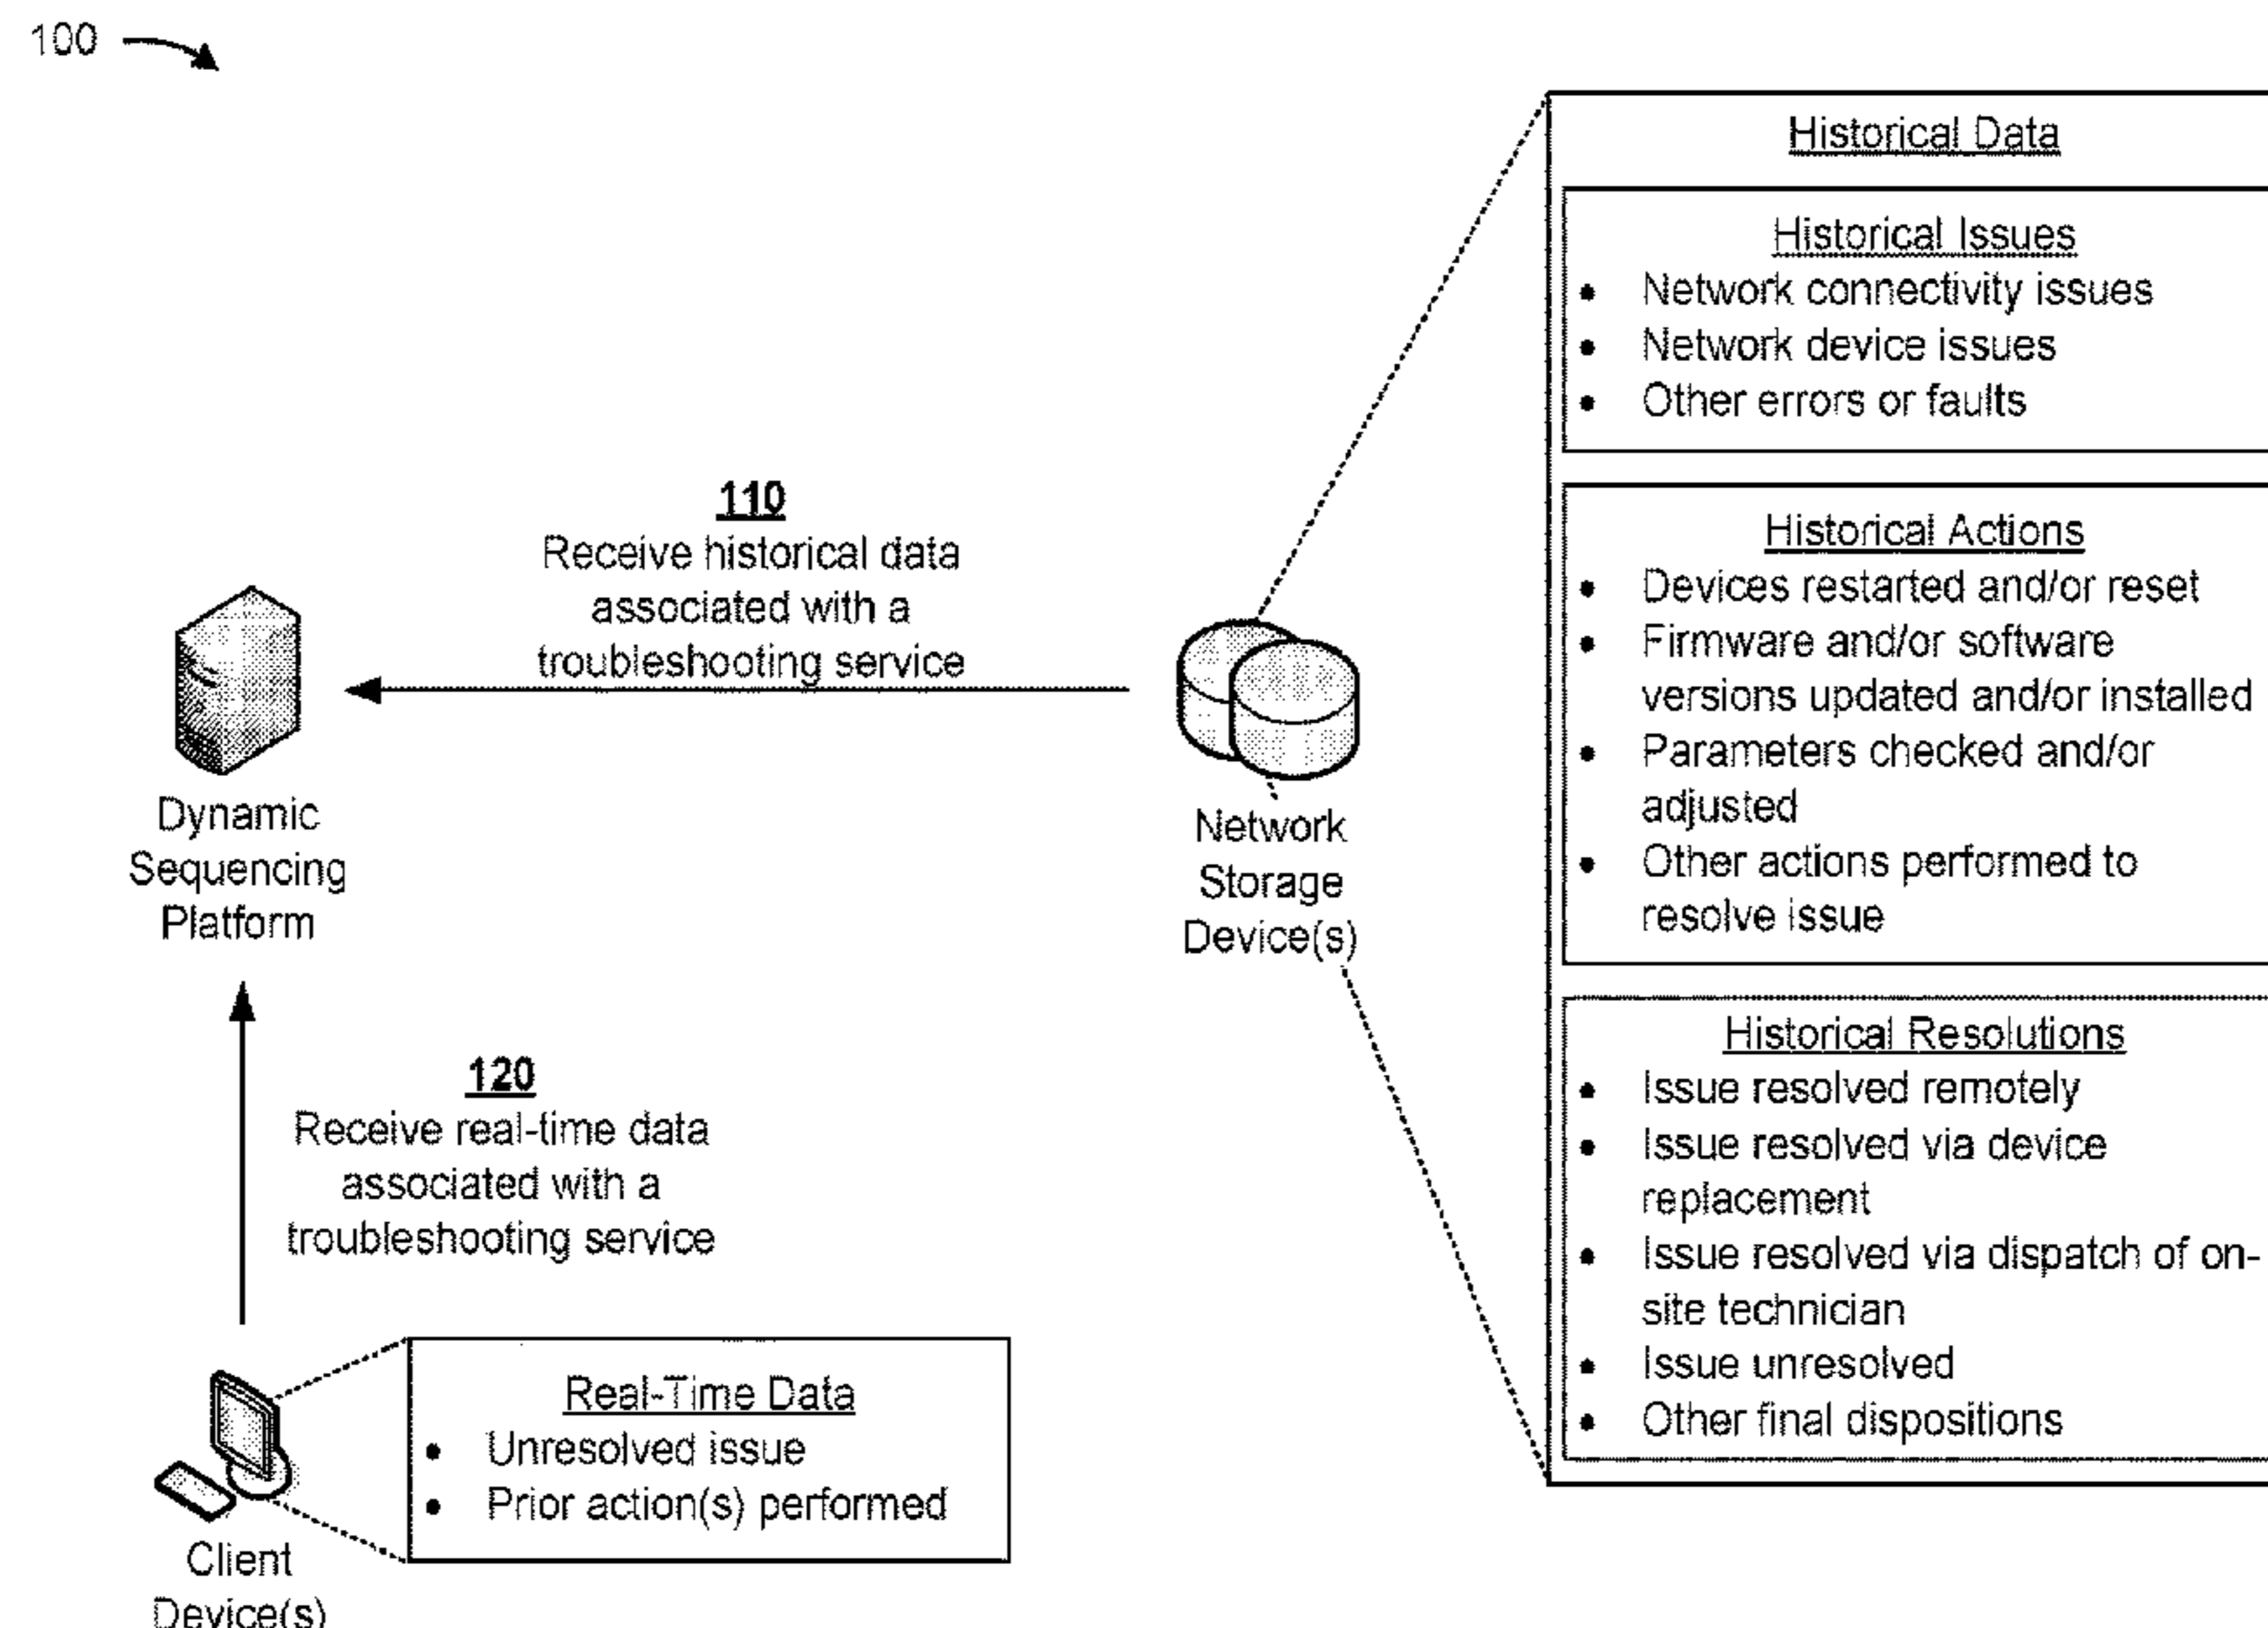 100
Historical Data
Historical Issues
• Network connectivity issues
• Network device issues
• Other errors or faults
Historical Actions
• Devices restarted and/or reset
• Firmware and/or software
versions updated and/or installed
• Parameters checked and/or
adjusted
• Other actions performed to
resolve issue
Historical Resolutions
• Issue resolved remotely
• Issue resolved via device
replacement
• Issue resolved via dispatch of on-
site technician
• Issue unresolved
• Other final dispositions
110
Receive historical data
associated with a
troubleshooting service
Dynamic
Sequencing
Platform
Network
Storage
Device(s)
120
Receive real-time data
associated with a
troubleshooting service
Real-Time Data
• Unresolved issue
• Prior action(s) performed
Client
Device(s)